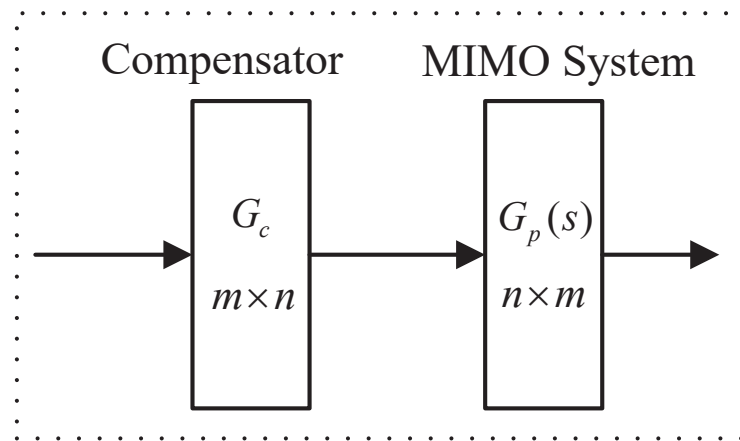 Compensator
MIMO System
G_c
m×n
G_p(s)
n×m